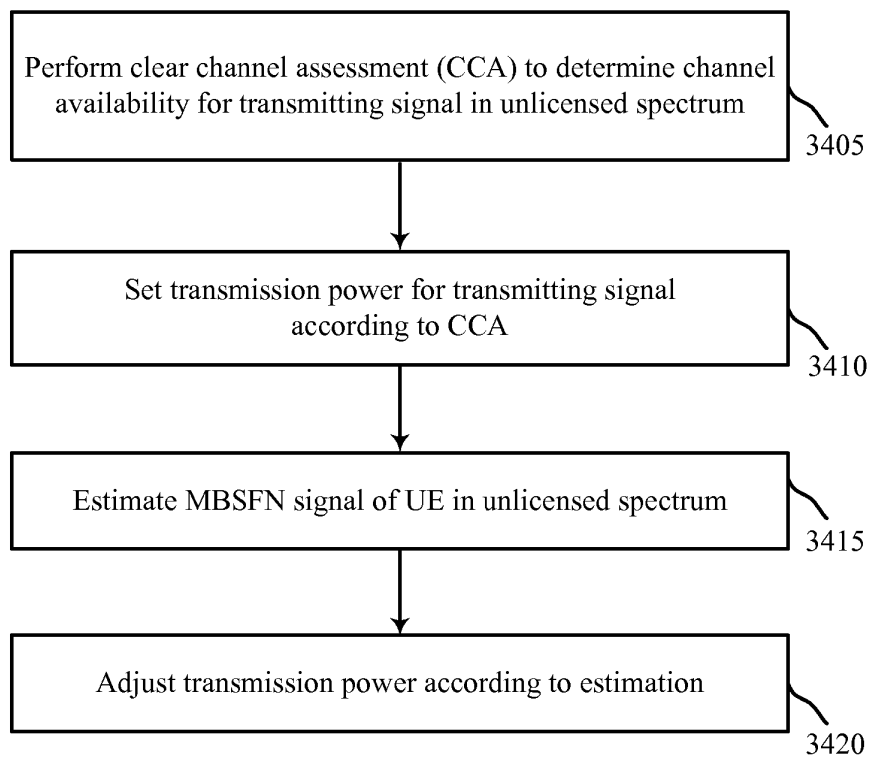 Perform clear channel assessment (CCA) to determine channel
availability for transmitting signal in unlicensed spectrum
3405
Set transmission power for transmitting signal
according to CCA
3410
Estimate MBSFN signal of UE in unlicensed spectrum
3415
Adjust transmission power according to estimation
3420